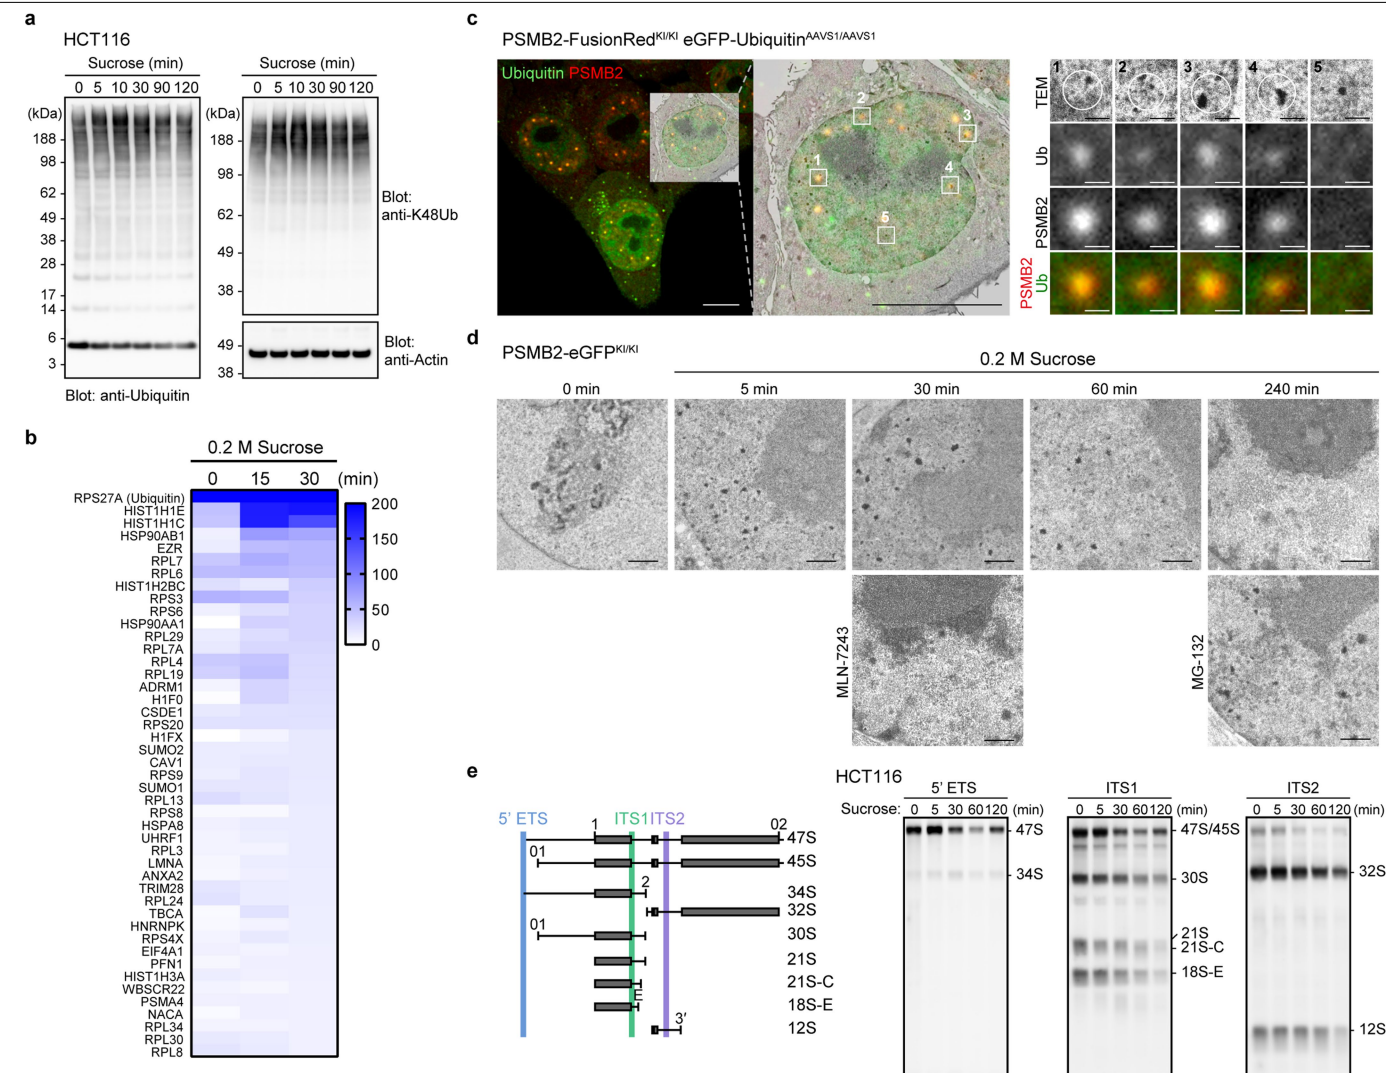 a
HCT116
Sucrose (min)
0 5 10 30 90 120
(kDa)
188
98
62
49
38
28
17
14
6
3
Blot: anti-Ubiquitin
Sucrose (min)
0 5 10 30 90 120
(kDa)
188
98
62
49
38
Blot:
anti-K48Ub
49
38
Blot:
anti-Actin
b
0.2 M Sucrose
0 15 30 (min)
RPS27A (Ubiquitin)
HIST1H1E
HIST1H1C
HSP90AB1
EZR
RPL7
RPL6
HIST1H2BC
RPS3
RPS6
HSP90AA1
RPL29
RPL7A
RPL4
RPL19
ADRM1
H1F0
CSDE1
RPS20
H1FX
SUMO2
CAV1
RPS9
SUMO1
RPL13
RPS8
HSPA8
UHRF1
RPL3
LMNA
ANXA2
TRIM28
RPL24
TBCA
HNRNPK
RPS4X
EIF4A1
PFN1
HIST1H3A
WBSCR22
PSMA4
NACA
RPL34
RPL30
RPL8
200
150
100
50
0
c
PSMB2-FusionRedKI/KI eGFP-UbiquitinAAVS1/AAVS1
Ubiquitin PSMB2
1
2
3
4
5
1 2 3 4 5
TEM
Ub
PSMB2
PSMB2
Ub
d
PSMB2-eGFPKI/KI
0.2 M Sucrose
0 min 5 min 30 min 60 min 240 min
MLN-7243
MG-132
e
5' ETS ITS1 ITS2
1 02
47S
01
45S
2
34S
32S
01
30S
21S
21S-C
E
18S-E
3'
12S
HCT116
5' ETS
Sucrose: 0 5 30 60 120 (min)
47S
34S
ITS1
0 5 30 60 120 (min)
47S/45S
30S
21S
21S-C
18S-E
ITS2
0 5 30 60 120 (min)
32S
12S